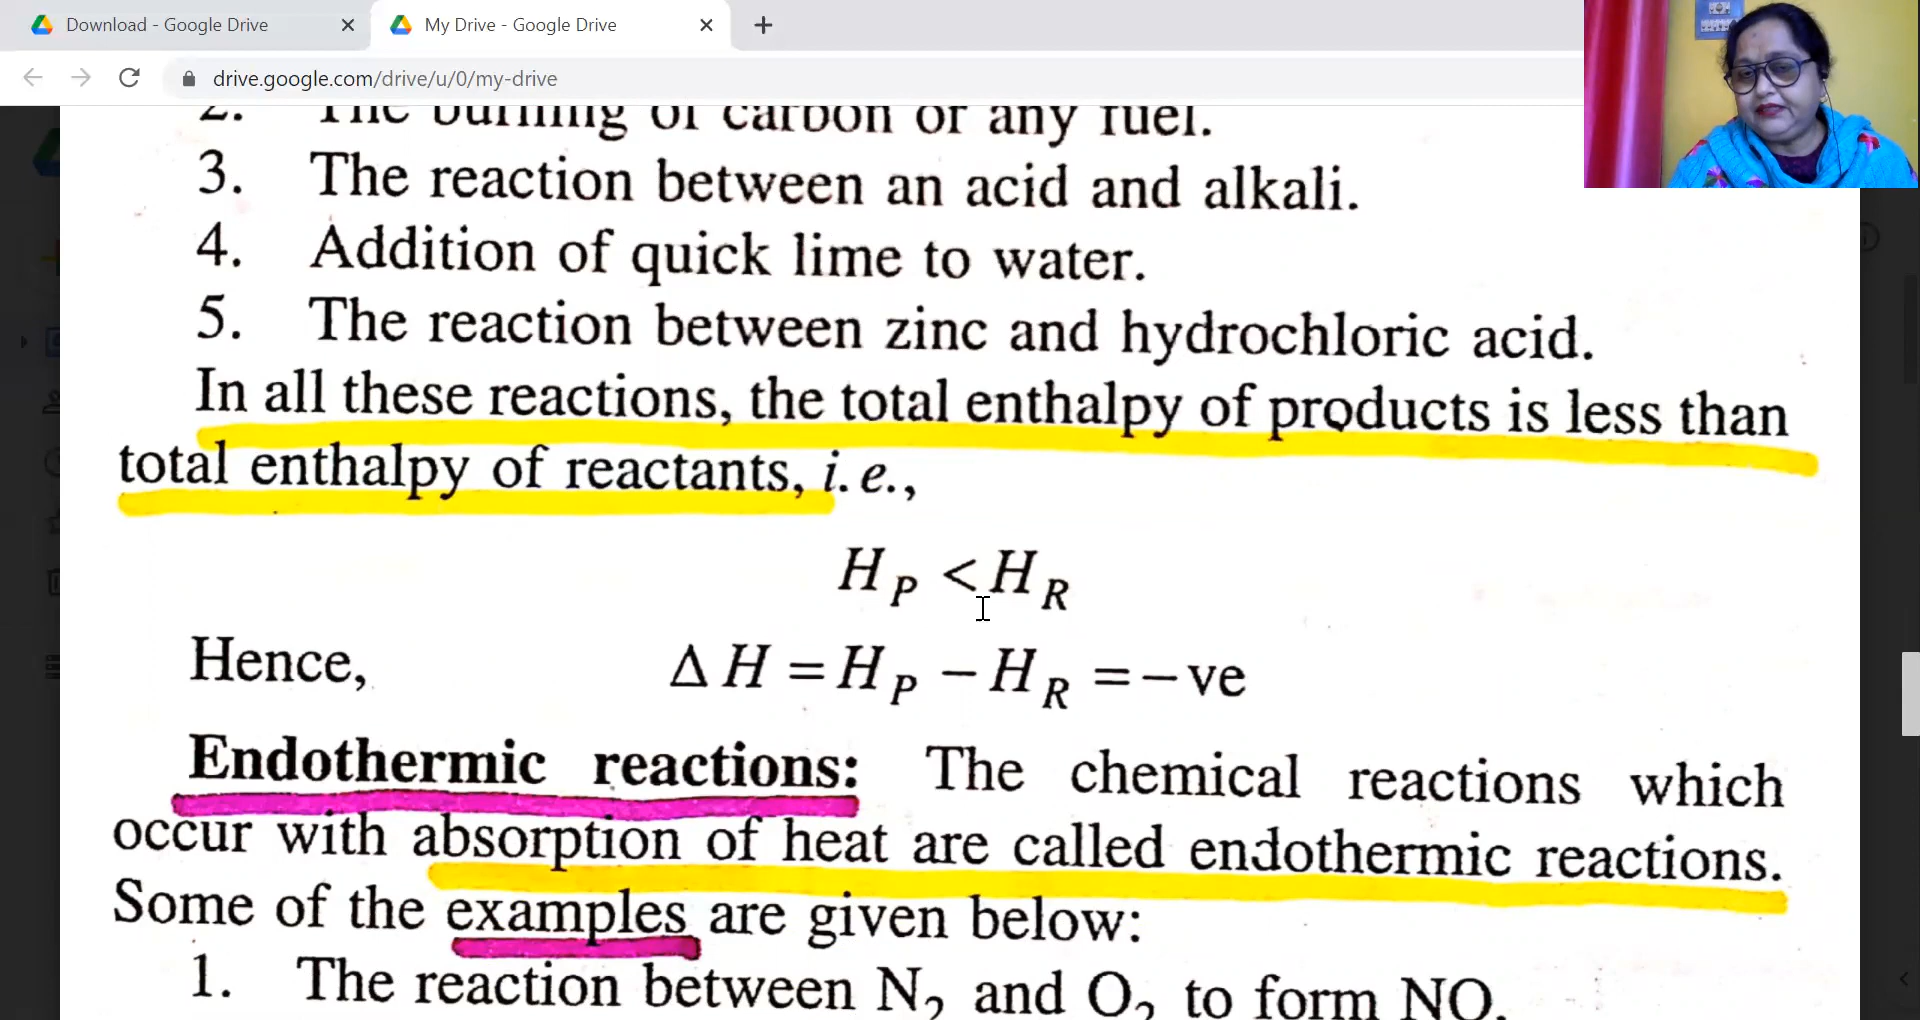 Download - Google Drive
My Drive - Google Drive
drive.google.com/drive/u/0/my-drive
2. The burning of carbon or any fuel.
3. The reaction between an acid and alkali.
4. Addition of quick lime to water.
5. The reaction between zinc and hydrochloric acid.
In all these reactions, the total enthalpy of products is less than
total enthalpy of reactants, i. e.,
H_P < H_R
Hence, Δ H = H_P − H_R = − ve
Endothermic reactions: The chemical reactions which
occur with absorption of heat are called endothermic reactions.
Some of the examples are given below:
1. The reaction between N₂ and O₂ to form NO.